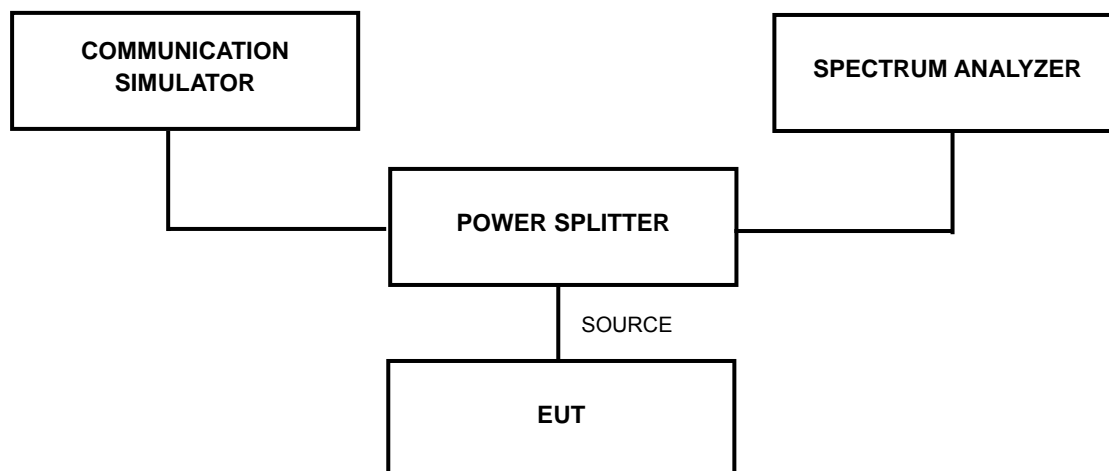 COMMUNICATION
SIMULATOR
SPECTRUM ANALYZER
POWER SPLITTER
SOURCE
EUT